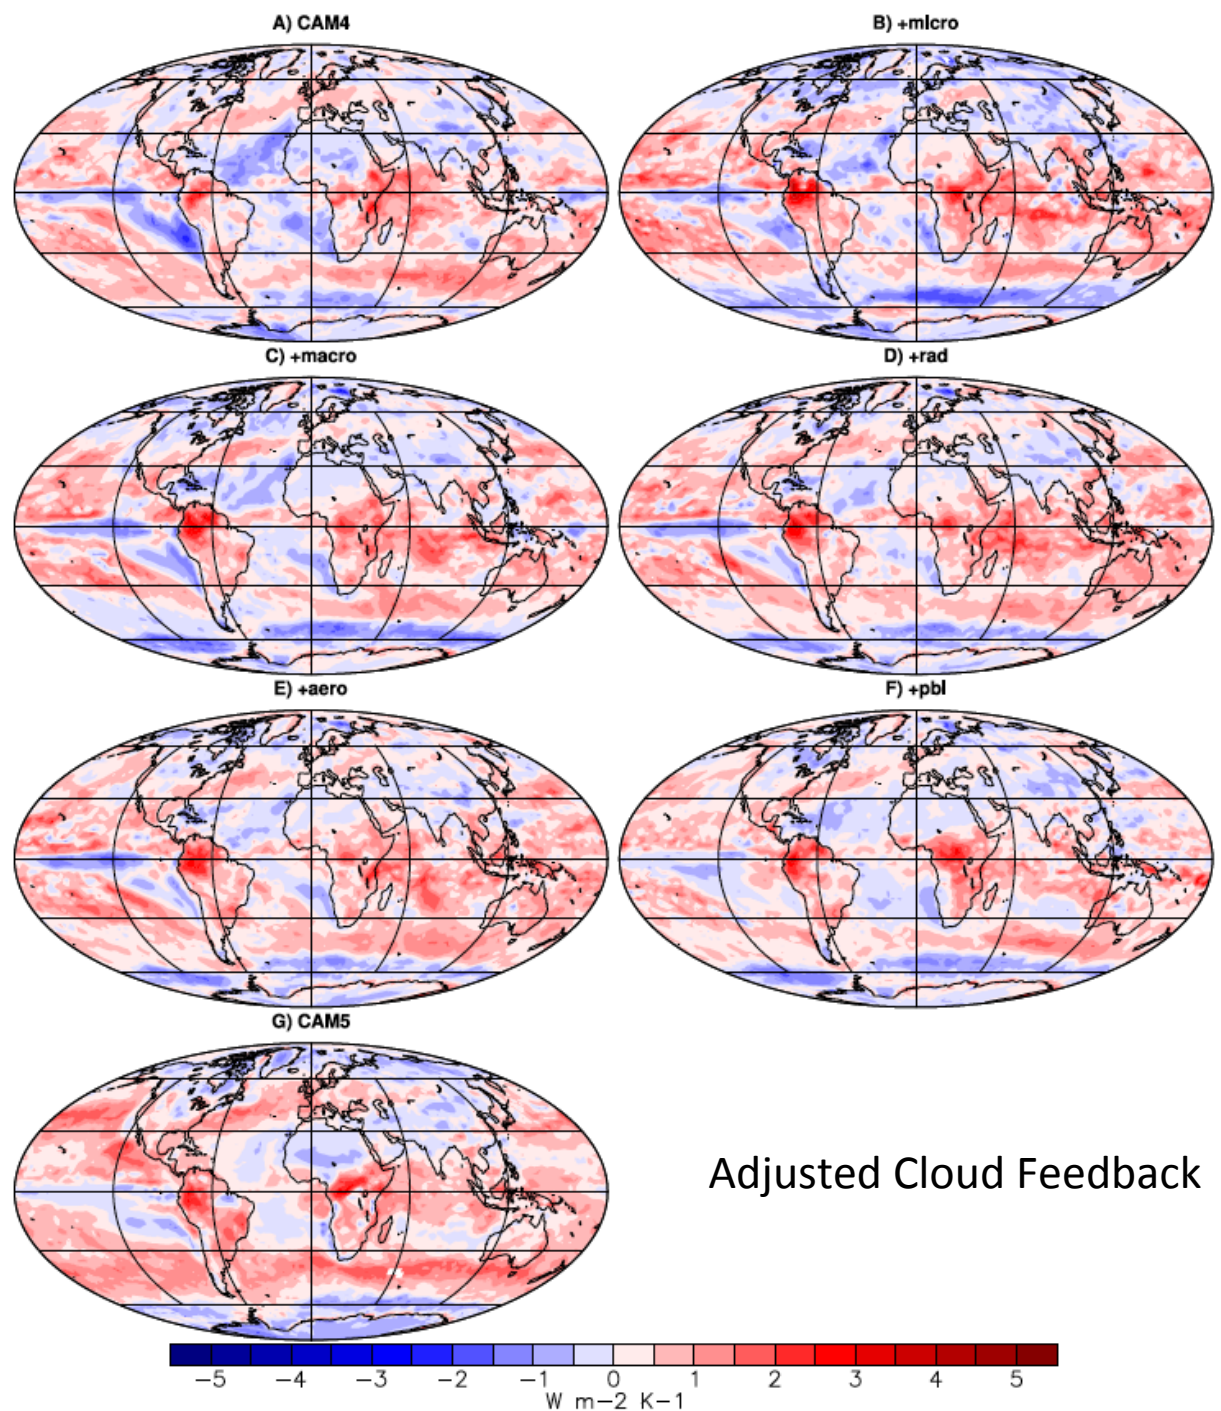 A) CAM4
B) +micro
C) +macro
D) +rad
E) +aero
F) +pbl
G) CAM5
Adjusted Cloud Feedback
−5 −4 −3 −2 −1 0 1 2 3 4 5
W m−2 K−1